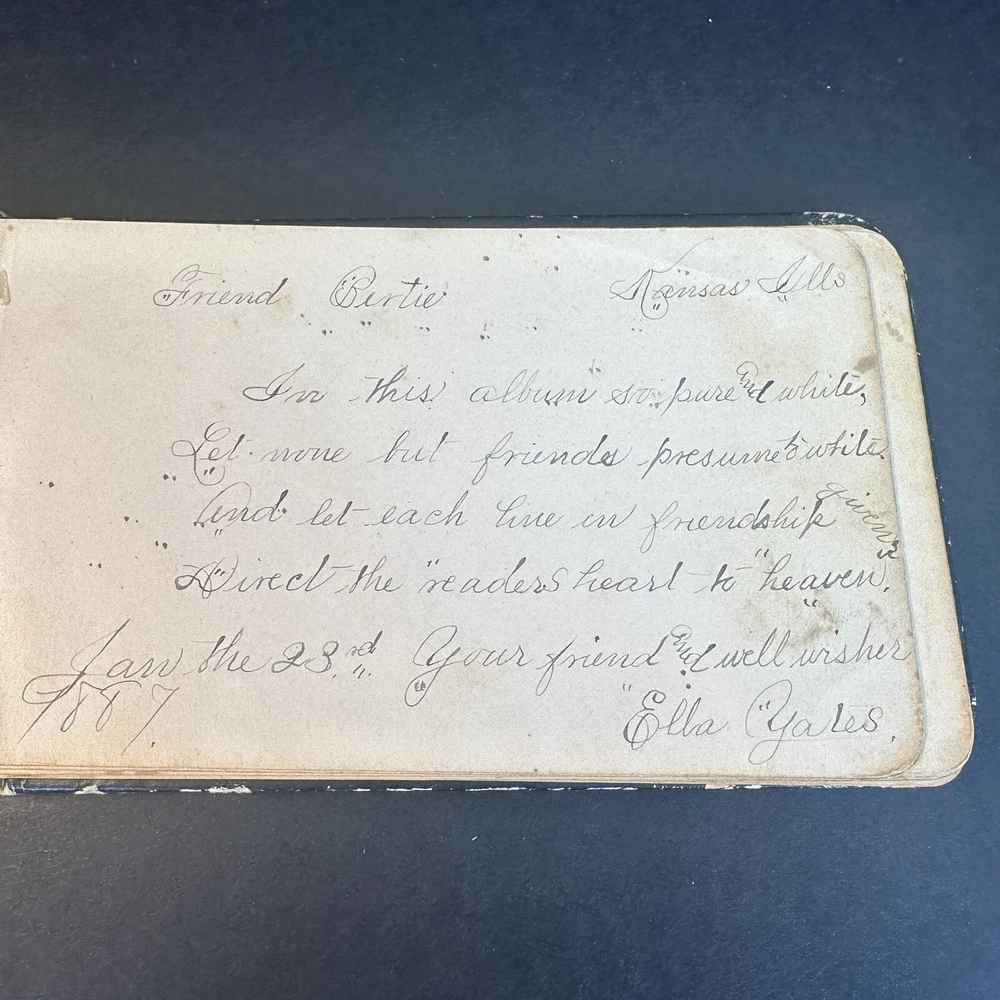 Friend Bertie Kansas Ills
In this album so pure and white,
Let none but friends presume to white.
And let each line in friendship given
Direct the "readers heart to "heaven".
Jan the 23rd. Your friend and well wisher
1887. Ella Yates.